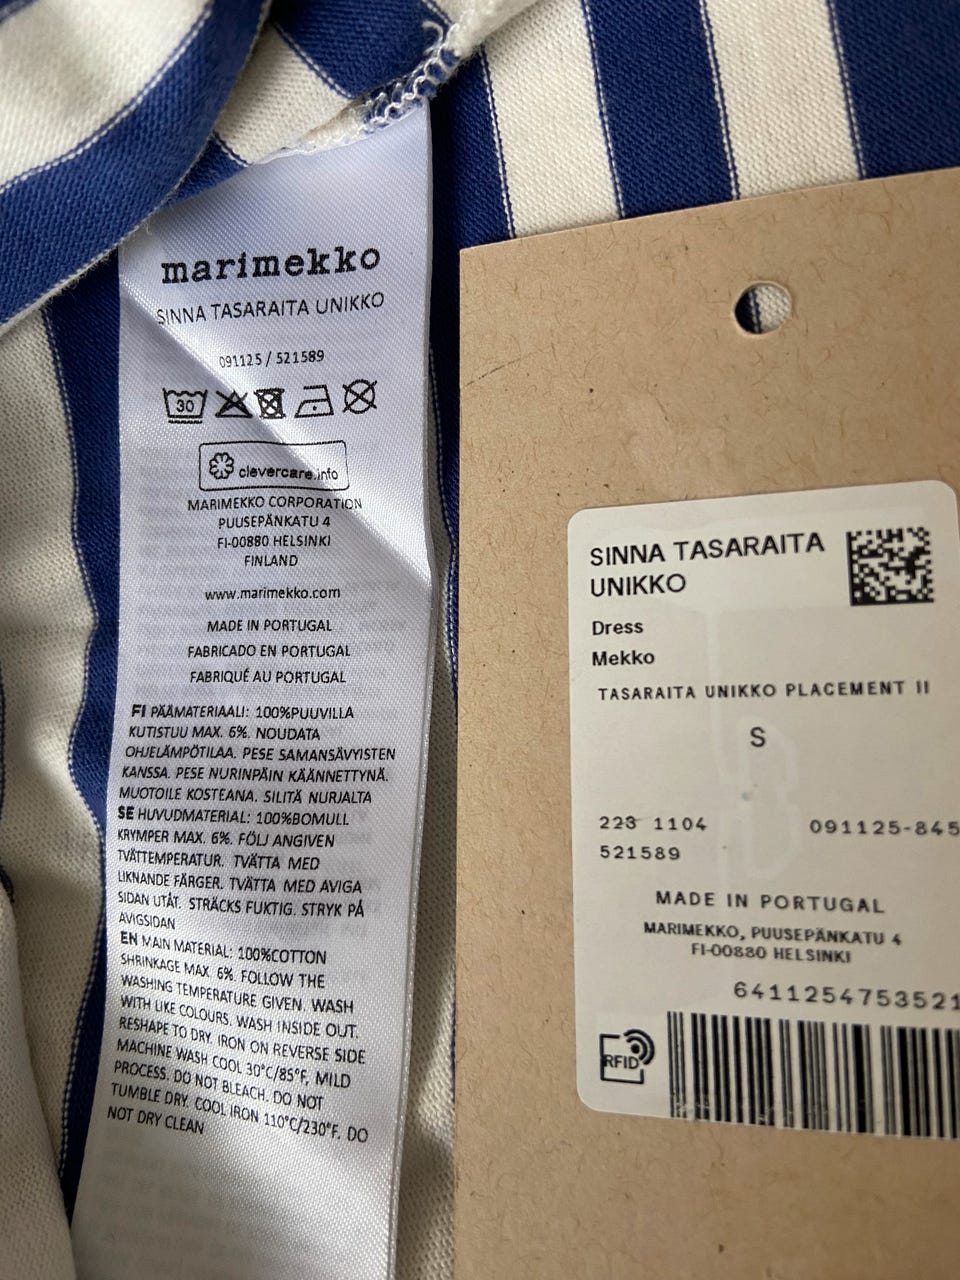 marimekko
SINNA TASARAITA UNIKKO
091125 / 521589
30
clevercare.info
MARIMEKKO CORPORATION
PUUSEPÄNKATU 4
FI-00880 HELSINKI
FINLAND
www.marimekko.com
MADE IN PORTUGAL
FABRICADO EN PORTUGAL
FABRIQUÉ AU PORTUGAL
FI PÄÄMATERIAALI: 100%PUUVILLA
KUTISTUU MAX. 6%. NOUDATA
OHJELÄMPÖTILAA. PESE SAMANSÄVYISTEN
KANSSA. PESE NURINPÄIN KÄÄNNETTYNÄ.
MUOTOILE KOSTEANA. SILITÄ NURJALTA
SE HUVUDMATERIAL: 100%BOMULL
KRYMPER MAX. 6%. FÖLJ ANGIVEN
TVÄTTEMPERATUR. TVÄTTA MED
LIKNANDE FÄRGER. TVÄTTA MED AVIGA
SIDAN UTÅT. STRÄCKS FUKTIG. STRYK PÅ
AVIGSIDAN
EN MAIN MATERIAL: 100%COTTON
SHRINKAGE MAX. 6%. FOLLOW THE
WASHING TEMPERATURE GIVEN. WASH
WITH LIKE COLOURS. WASH INSIDE OUT.
RESHAPE TO DRY. IRON ON REVERSE SIDE
MACHINE WASH COOL 30°C/85°F, MILD
PROCESS. DO NOT BLEACH. DO NOT
TUMBLE DRY. COOL IRON 110°C/230°F. DO
NOT DRY CLEAN
SINNA TASARAITA
UNIKKO
Dress
Mekko
TASARAITA UNIKKO PLACEMENT II
S
223 1104 091125-845
521589
MADE IN PORTUGAL
MARIMEKKO, PUUSEPÄNKATU 4
FI-00880 HELSINKI
6411254753521
RFID